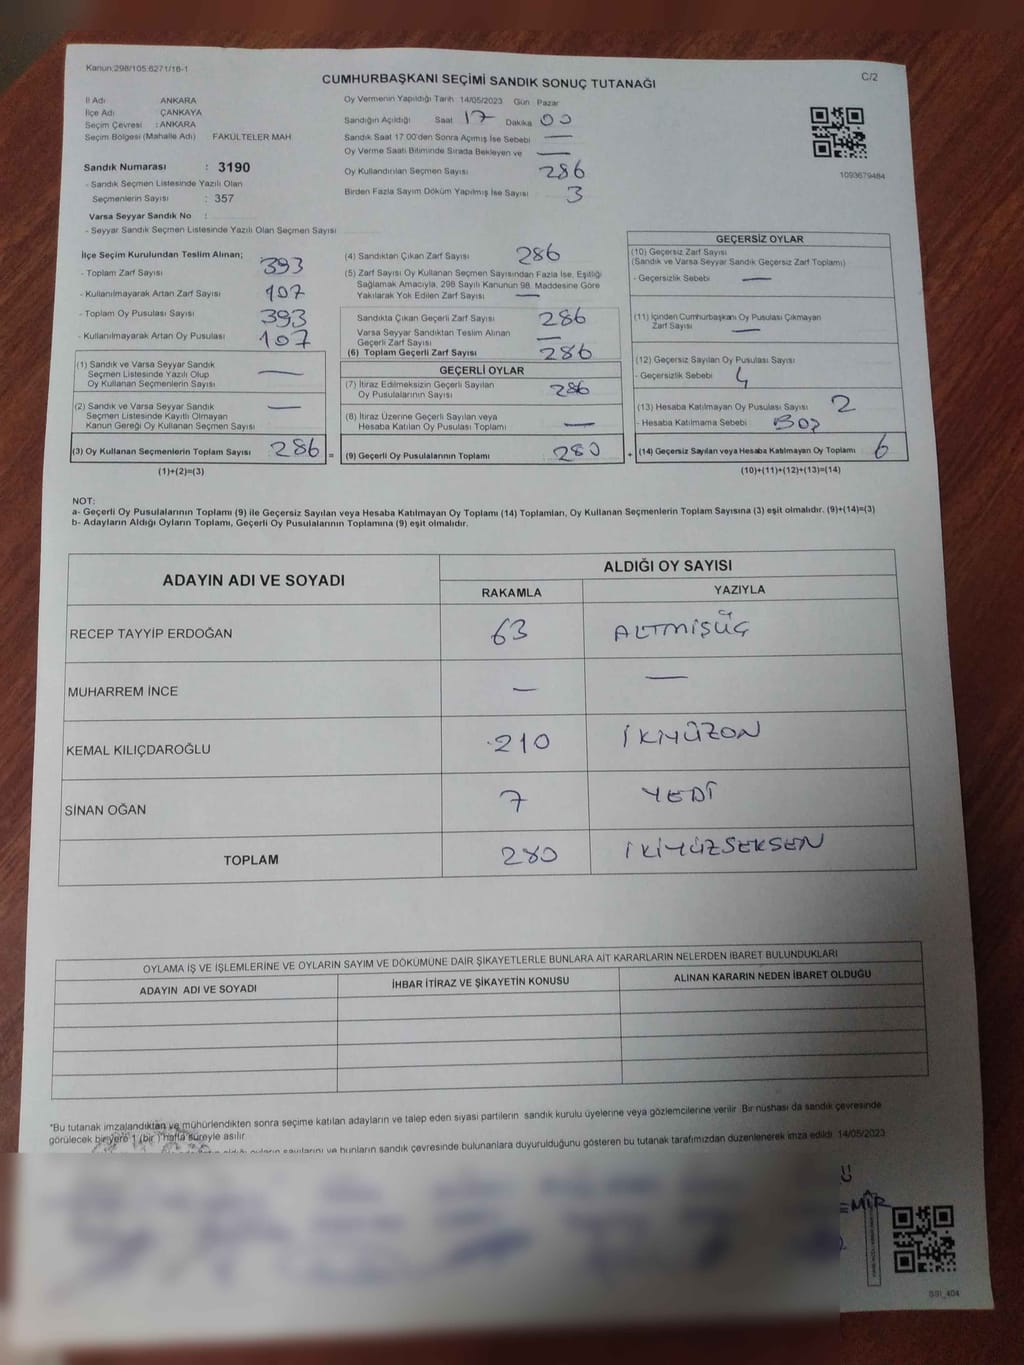 Kanun:298/105:6271/16-1
CUMHURBAŞKANI SEÇİMİ SANDIK SONUÇ TUTANAĞI
C/2
İl Adı ANKARA
İlçe Adı ÇANKAYA
Seçim Çevresi : ANKARA
Seçim Bölgesi (Mahalle Adı) FAKÜLTELER MAH
Sandık Numarası : 3190
- Sandık Seçmen Listesinde Yazılı Olan
Seçmenlerin Sayısı : 357
Varsa Seyyar Sandık No :
- Seyyar Sandık Seçmen Listesinde Yazılı Olan Seçmen Sayısı
Oy Vermenin Yapıldığı Tarih 14/05/2023 Gün Pazar
Sandığın Açıldığı Saat 17 Dakika 00
Sandık Saat 17:00'den Sonra Açımış İse Sebebi —
Oy Verme Saati Bitiminde Sırada Bekleyen ve —
Oy Kullandırılan Seçmen Sayısı 286
Birden Fazla Sayım Döküm Yapılmış İse Sayısı 3
1093679484
İlçe Seçim Kurulundan Teslim Alınan;
- Toplam Zarf Sayısı 393
- Kullanılmayarak Artan Zarf Sayısı 107
- Toplam Oy Pusulası Sayısı 393
- Kullanılmayarak Artan Oy Pusulası 107
(1) Sandık ve Varsa Seyyar Sandık
Seçmen Listesinde Yazılı Olup
Oy Kullanan Seçmenlerin Sayısı —
(2) Sandık ve Varsa Seyyar Sandık
Seçmen Listesinde Kayıtlı Olmayan
Kanun Gereği Oy Kullanan Seçmen Sayısı —
(3) Oy Kullanan Seçmenlerin Toplam Sayısı 286 =
(1)+(2)=(3)
(4) Sandıktan Çıkan Zarf Sayısı 286
(5) Zarf Sayısı Oy Kullanan Seçmen Sayısından Fazla İse, Eşitliği
Sağlamak Amacıyla, 298 Sayılı Kanunun 98. Maddesine Göre
Yakılarak Yok Edilen Zarf Sayısı —
Sandıkta Çıkan Geçerli Zarf Sayısı 286
Varsa Seyyar Sandıktan Teslim Alınan
Geçerli Zarf Sayısı —
(6) Toplam Geçerli Zarf Sayısı 286
GEÇERLİ OYLAR
(7) İtiraz Edilmeksizin Geçerli Sayılan
Oy Pusulalarının Sayısı 286
(8) İtiraz Üzerine Geçerli Sayılan veya
Hesaba Katılan Oy Pusulası Toplamı —
(9) Geçerli Oy Pusulalarının Toplamı 280 +
GEÇERSİZ OYLAR
(10) Geçersiz Zarf Sayısı
(Sandık ve Varsa Seyyar Sandık Geçersiz Zarf Toplamı)
- Geçersizlik Sebebi —
(11) İçinden Cumhurbaşkanı Oy Pusulası Çıkmayan
Zarf Sayısı —
(12) Geçersiz Sayılan Oy Pusulası Sayısı
- Geçersizlik Sebebi 4
(13) Hesaba Katılmayan Oy Pusulası Sayısı 2
- Hesaba Katılmama Sebebi BOŞ
(14) Geçersiz Sayılan veya Hesaba Katılmayan Oy Toplamı 6
(10)+(11)+(12)+(13)=(14)
NOT:
a- Geçerli Oy Pusulalarının Toplamı (9) ile Geçersiz Sayılan veya Hesaba Katılmayan Oy Toplamı (14) Toplamları, Oy Kullanan Seçmenlerin Toplam Sayısına (3) eşit olmalıdır. (9)+(14)=(3)
b- Adayların Aldığı Oyların Toplamı, Geçerli Oy Pusulalarının Toplamına (9) eşit olmalıdır.
ADAYIN ADI VE SOYADI
ALDIĞI OY SAYISI
RAKAMLA YAZIYLA
RECEP TAYYİP ERDOĞAN 63 ALTMIŞÜÇ
MUHARREM İNCE — —
KEMAL KILIÇDAROĞLU 210 İKİYÜZON
SİNAN OĞAN 7 YEDİ
TOPLAM 280 İKİYÜZSEKSEN
OYLAMA İŞ VE İŞLEMLERİNE VE OYLARIN SAYIM VE DÖKÜMÜNE DAİR ŞİKAYETLERLE BUNLARA AİT KARARLARIN NELERDEN İBARET BULUNDUKLARI
ADAYIN ADI VE SOYADI İHBAR İTİRAZ VE ŞİKAYETİN KONUSU ALINAN KARARIN NEDEN İBARET OLDUĞU
"Bu tutanak imzalandıktan ve mühürlendikten sonra seçime katılan adayların ve talep eden siyasi partilerin sandık kurulu üyelerine veya gözlemcilerine verilir. Bir nüshası da sandık çevresinde
görülecek bir yere 1 (bir) hafta süreyle asılır.
oyların sayılarını ve bunların sandık çevresinde bulunanlara duyurulduğunu gösteren bu tutanak tarafımızdan düzenlenerek imza edildi. 14/05/2023
SSI_404